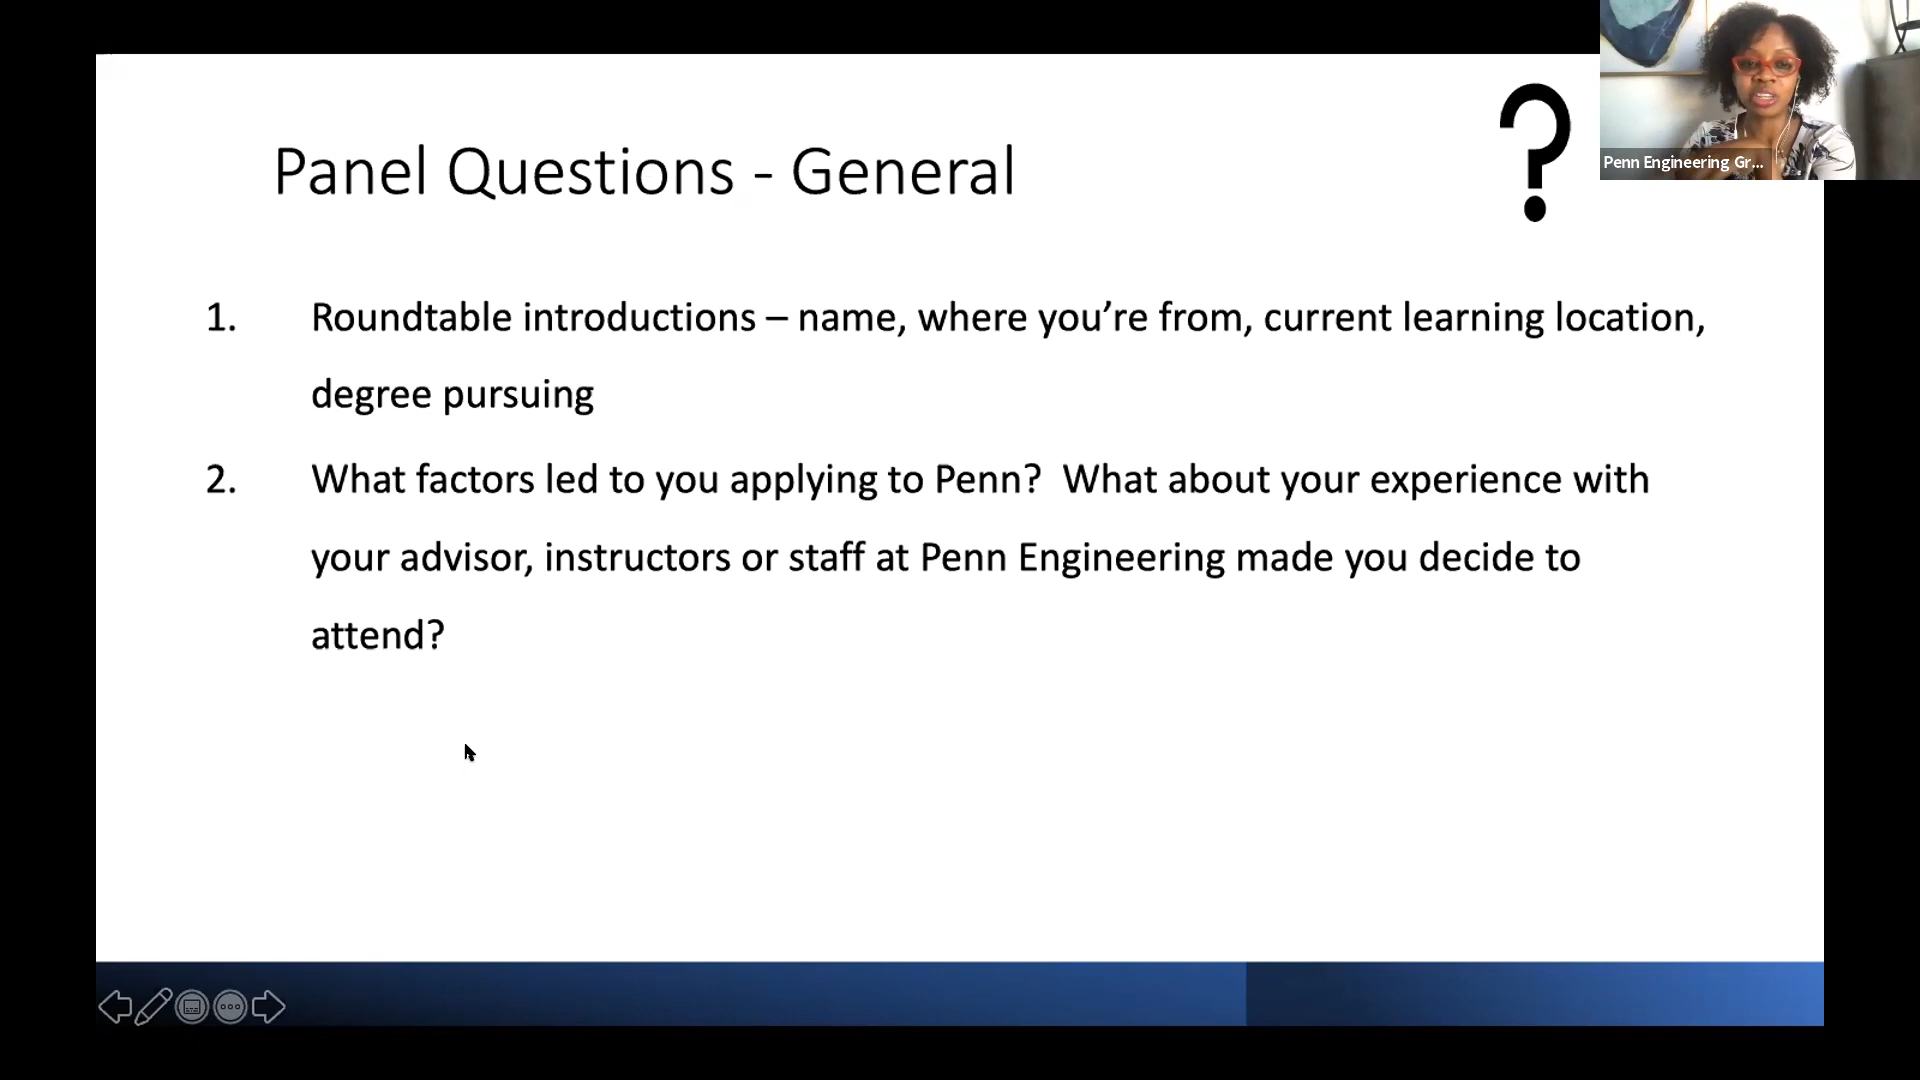 Panel Questions - General
?
Penn Engineering Gr...
1. Roundtable introductions – name, where you’re from, current learning location,
degree pursuing
2. What factors led to you applying to Penn?  What about your experience with
your advisor, instructors or staff at Penn Engineering made you decide to
attend?